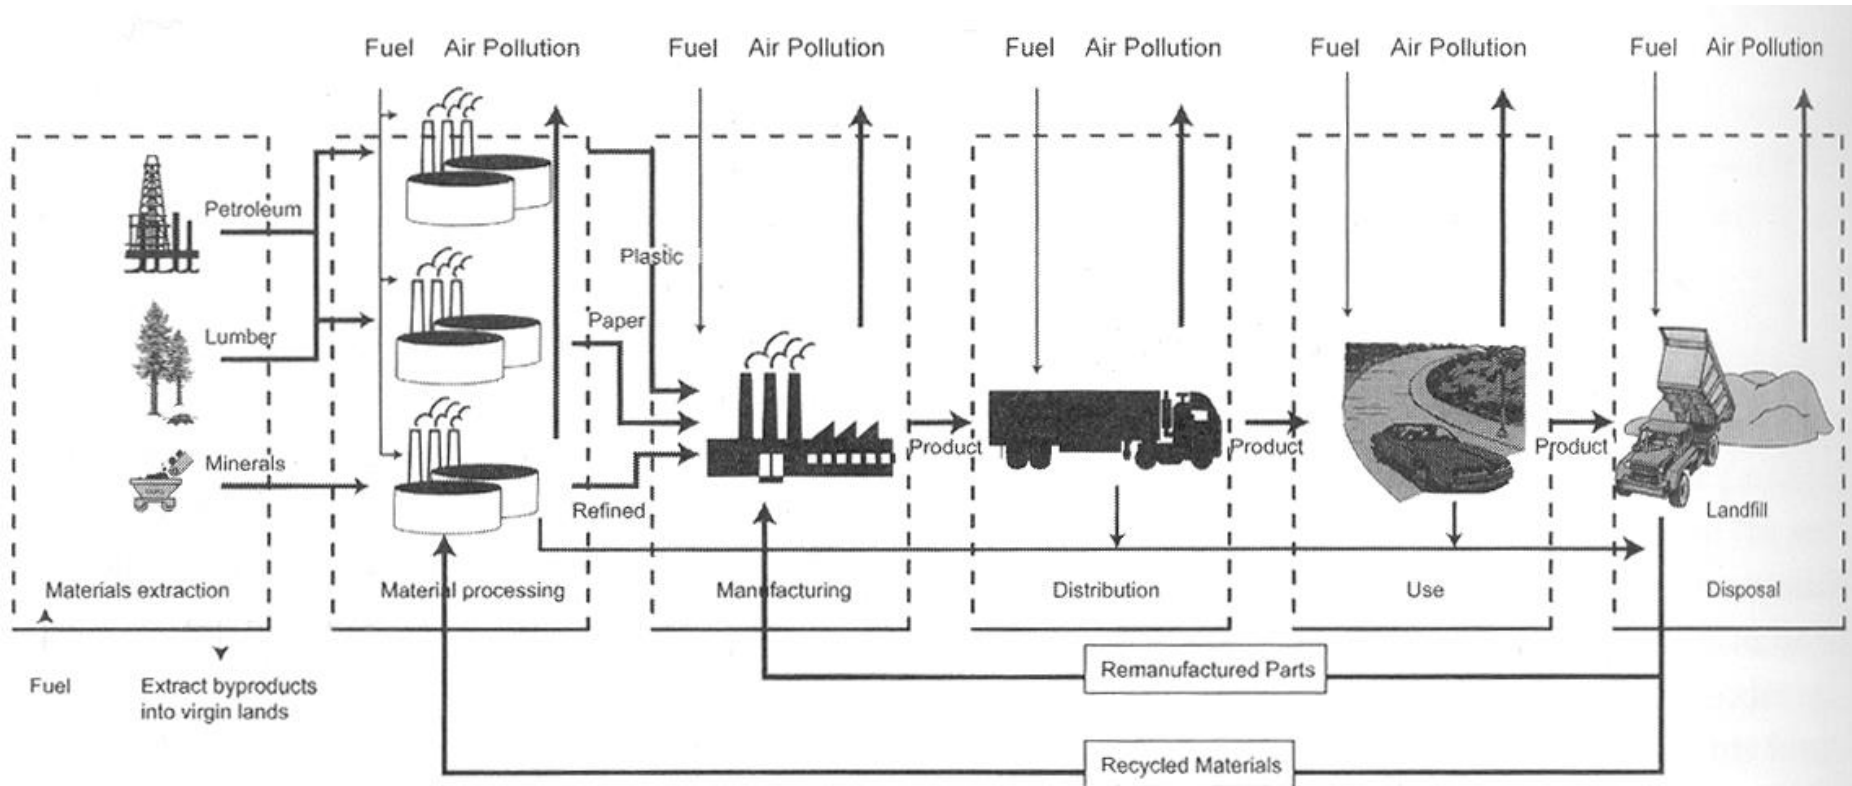 Fuel Air Pollution
Fuel Air Pollution
Fuel Air Pollution
Fuel Air Pollution
Fuel Air Pollution
Petroleum
Lumber
Minerals
Plastic
Paper
Refined
Product
Product
Product
Landfill
Materials extraction
Material processing
Manufacturing
Distribution
Use
Disposal
Fuel
Extract byproducts
into virgin lands
Remanufactured Parts
Recycled Materials